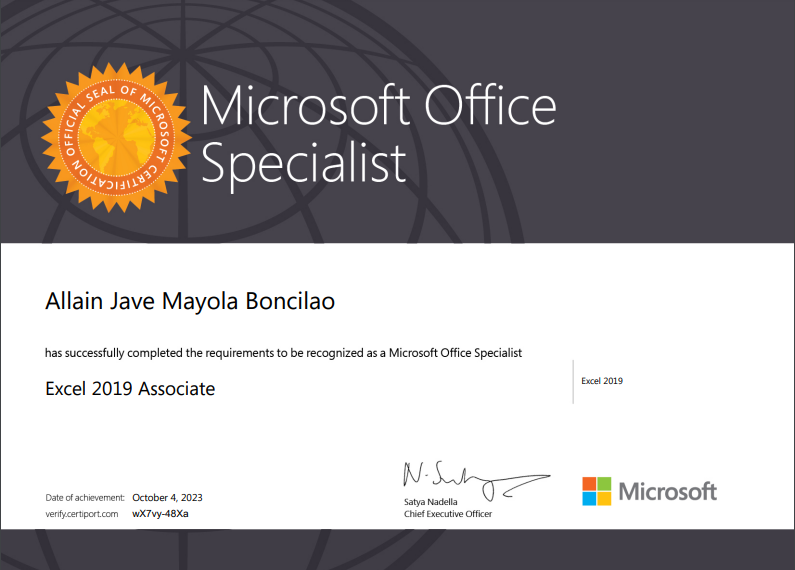 OFFICIAL SEAL OF MICROSOFT CERTIFICATION
Microsoft Office
Specialist
Allain Jave Mayola Boncilao
has successfully completed the requirements to be recognized as a Microsoft Office Specialist
Excel 2019 Associate
Excel 2019
Date of achievement: October 4, 2023
verify.certiport.com wX7vy-48Xa
N. Satya
Satya Nadella
Chief Executive Officer
Microsoft